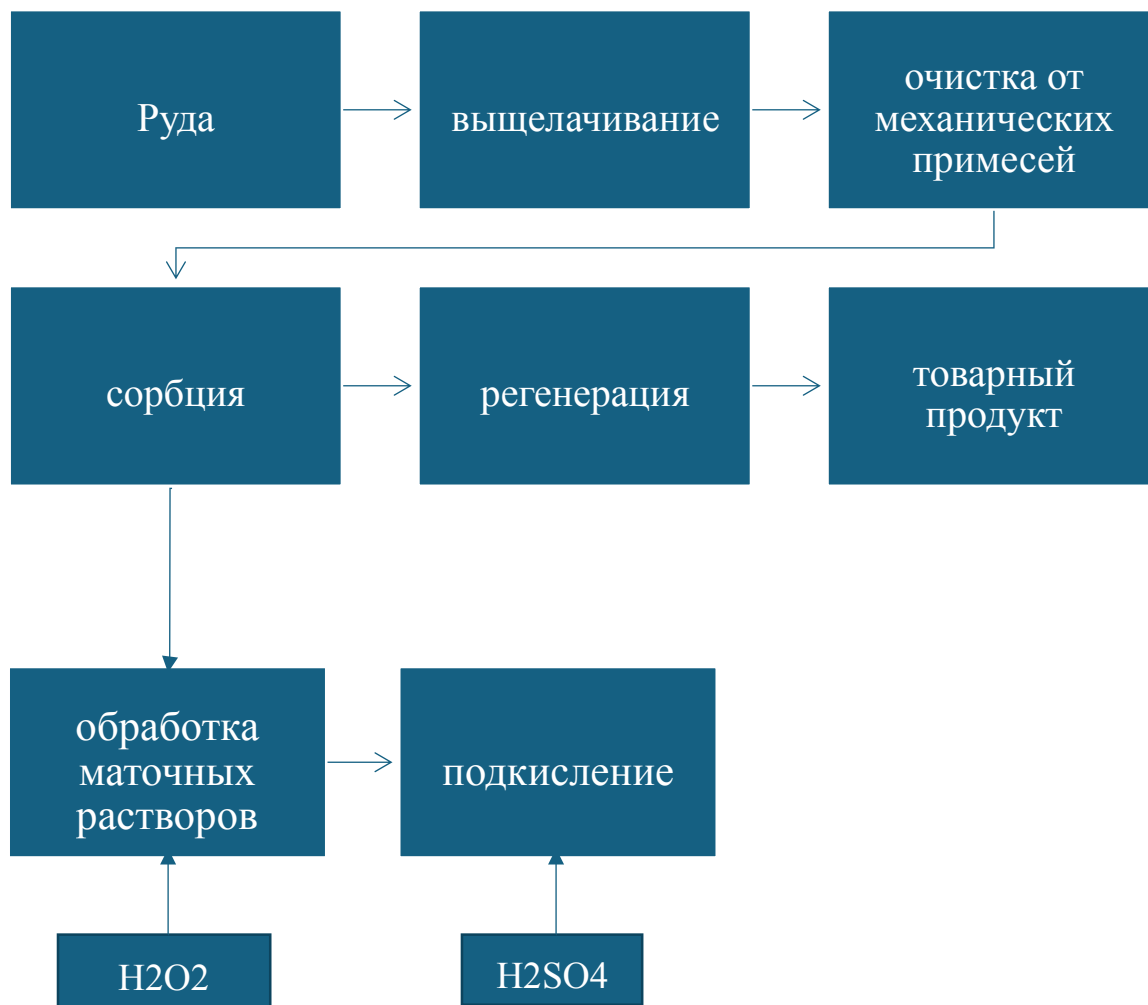 Руда
выщелачивание
очистка от
механических
примесей
сорбция
регенерация
товарный
продукт
обработка
маточных
растворов
подкисление
H2O2
H2SO4